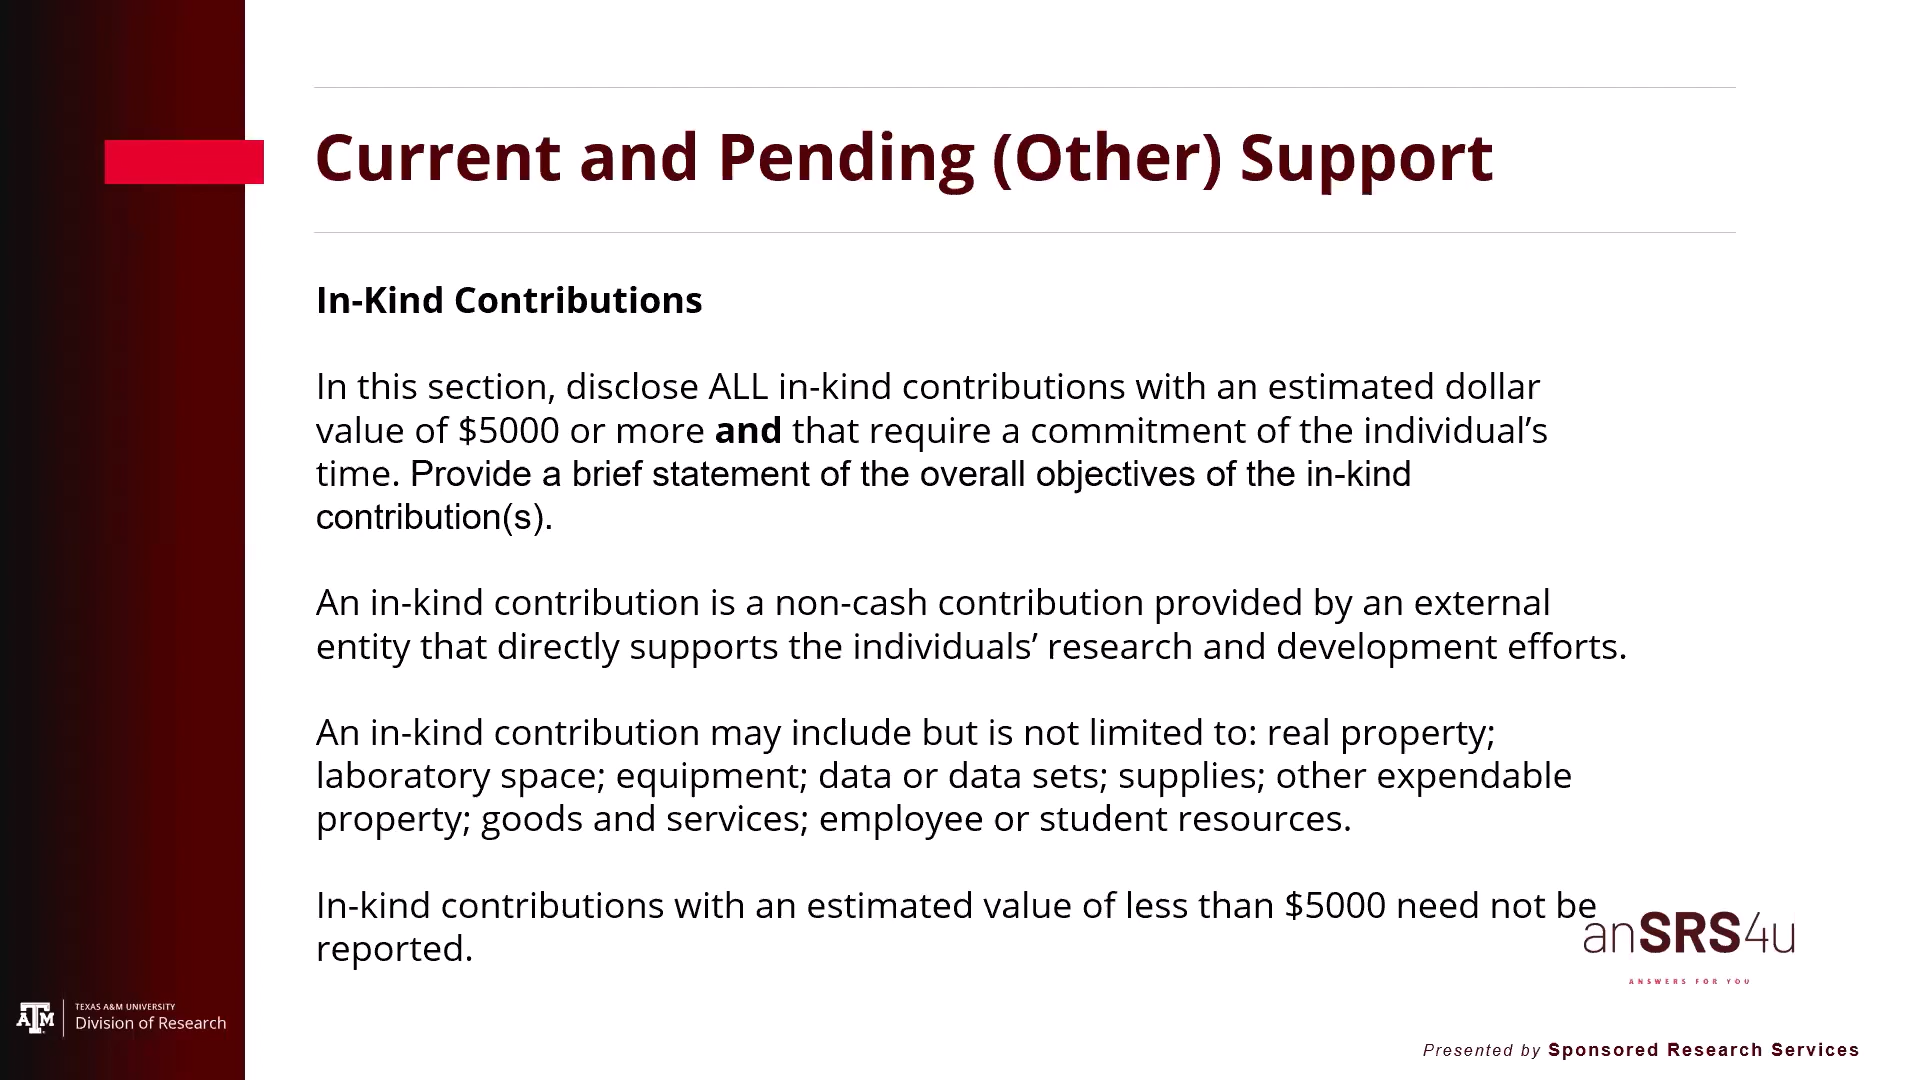 Current and Pending (Other) Support
In-Kind Contributions
In this section, disclose ALL in-kind contributions with an estimated dollar
value of $5000 or more and that require a commitment of the individual’s
time. Provide a brief statement of the overall objectives of the in-kind
contribution(s).
An in-kind contribution is a non-cash contribution provided by an external
entity that directly supports the individuals’ research and development efforts.
An in-kind contribution may include but is not limited to: real property;
laboratory space; equipment; data or data sets; supplies; other expendable
property; goods and services; employee or student resources.
In-kind contributions with an estimated value of less than $5000 need not be
reported.
anSRS4u
ANSWERS FOR YOU
ATM
TEXAS A&M UNIVERSITY
Division of Research
Presented by Sponsored Research Services